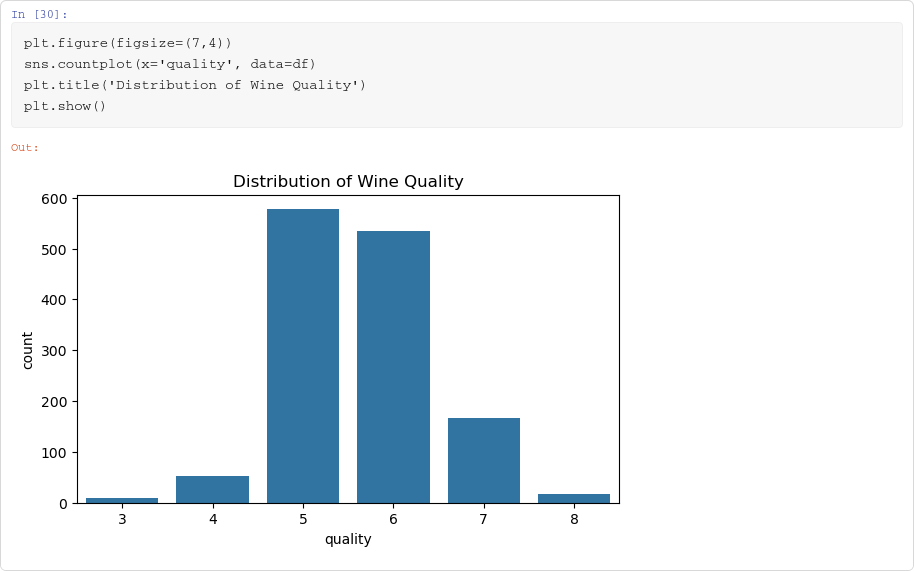 In [30]:
plt.figure(figsize=(7,4))
sns.countplot(x='quality', data=df)
plt.title('Distribution of Wine Quality')
plt.show()
Out:
Distribution of Wine Quality
600
500
400
300
200
100
0
count
3 4 5 6 7 8
quality